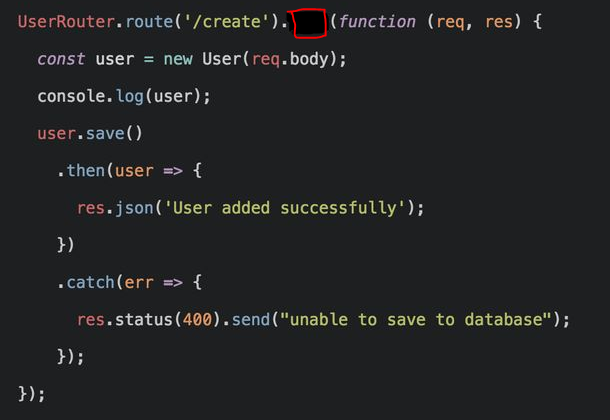 UserRouter.route('/create'). (function (req, res) {
const user = new User(req.body);
console.log(user);
user.save()
.then(user => {
res.json('User added successfully');
})
.catch(err => {
res.status(400).send("unable to save to database");
});
});